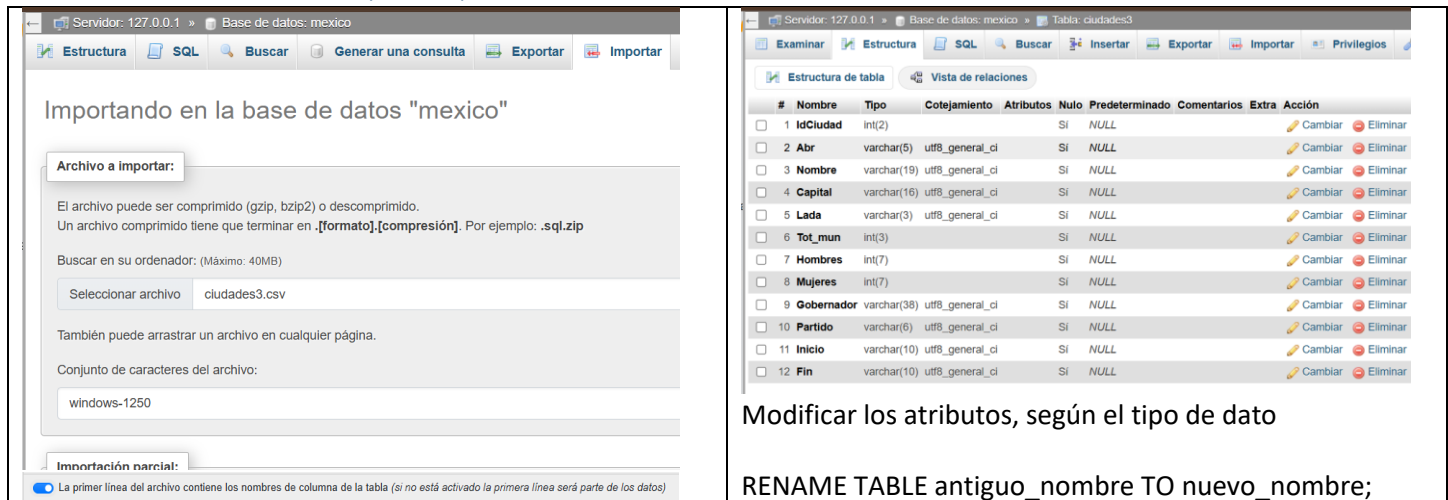 Servidor: 127.0.0.1 » Base de datos: mexico
Estructura SQL Buscar Generar una consulta Exportar Importar
Importando en la base de datos "mexico"
Archivo a importar:
El archivo puede ser comprimido (gzip, bzip2) o descomprimido.
Un archivo comprimido tiene que terminar en .[formato].[compresión]. Por ejemplo: .sql.zip
Buscar en su ordenador: (Máximo: 40MB)
Seleccionar archivo ciudades3.csv
También puede arrastrar un archivo en cualquier página.
Conjunto de caracteres del archivo:
windows-1250
Importación parcial:
La primer línea del archivo contiene los nombres de columna de la tabla (si no está activado la primera línea será parte de los datos)
Servidor: 127.0.0.1 » Base de datos: mexico » Tabla: ciudades3
Examinar Estructura SQL Buscar Insertar Exportar Importar Privilegios
Estructura de tabla Vista de relaciones
# Nombre Tipo Cotejamiento Atributos Nulo Predeterminado Comentarios Extra Acción
1 IdCiudad int(2) Sí NULL Cambiar Eliminar
2 Abr varchar(5) utf8_general_ci Sí NULL Cambiar Eliminar
3 Nombre varchar(19) utf8_general_ci Sí NULL Cambiar Eliminar
4 Capital varchar(16) utf8_general_ci Sí NULL Cambiar Eliminar
5 Lada varchar(3) utf8_general_ci Sí NULL Cambiar Eliminar
6 Tot_mun int(3) Sí NULL Cambiar Eliminar
7 Hombres int(7) Sí NULL Cambiar Eliminar
8 Mujeres int(7) Sí NULL Cambiar Eliminar
9 Gobernador varchar(38) utf8_general_ci Sí NULL Cambiar Eliminar
10 Partido varchar(6) utf8_general_ci Sí NULL Cambiar Eliminar
11 Inicio varchar(10) utf8_general_ci Sí NULL Cambiar Eliminar
12 Fin varchar(10) utf8_general_ci Sí NULL Cambiar Eliminar
Modificar los atributos, según el tipo de dato
RENAME TABLE antiguo_nombre TO nuevo_nombre;